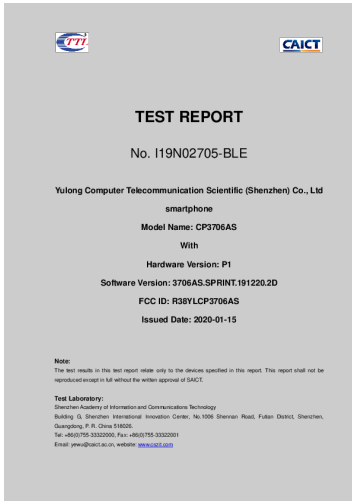 TTL
CAICT
TEST REPORT
No. I19N02705-BLE
Yulong Computer Telecommunication Scientific (Shenzhen) Co., Ltd
smartphone
Model Name: CP3706AS
With
Hardware Version: P1
Software Version: 3706AS.SPRINT.191220.2D
FCC ID: R38YLCP3706AS
Issued Date: 2020-01-15
Note:
The test results in this test report relate only to the devices specified in this report. This report shall not be
reproduced except in full without the written approval of SAICT.
Test Laboratory:
Shenzhen Academy of Information and Communications Technology
Building G, Shenzhen International Innovation Center, No.1006 Shennan Road, Futian District, Shenzhen,
Guangdong, P. R. China 518026.
Tel: +86(0)755-33322000, Fax: +86(0)755-33322001
Email: yewu@caict.ac.cn, website: www.cszit.com